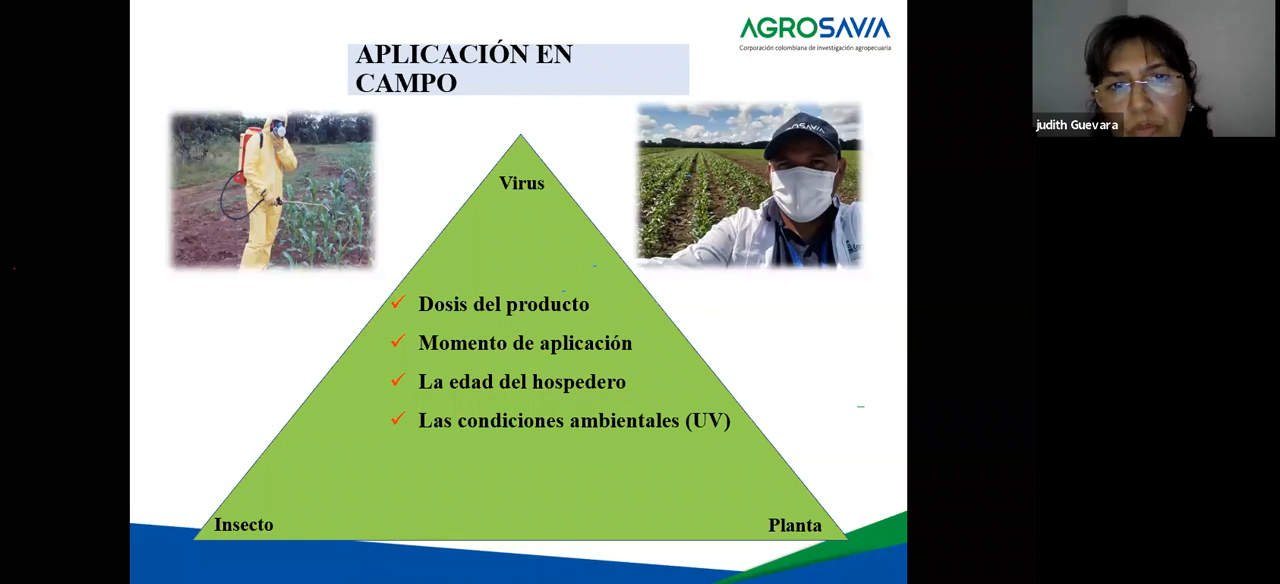 AGROSAVIA
Corporación colombiana de investigación agropecuaria
APLICACIÓN EN
CAMPO
judith Guevara
Virus
✓ Dosis del producto
✓ Momento de aplicación
✓ La edad del hospedero
✓ Las condiciones ambientales (UV)
Insecto
Planta